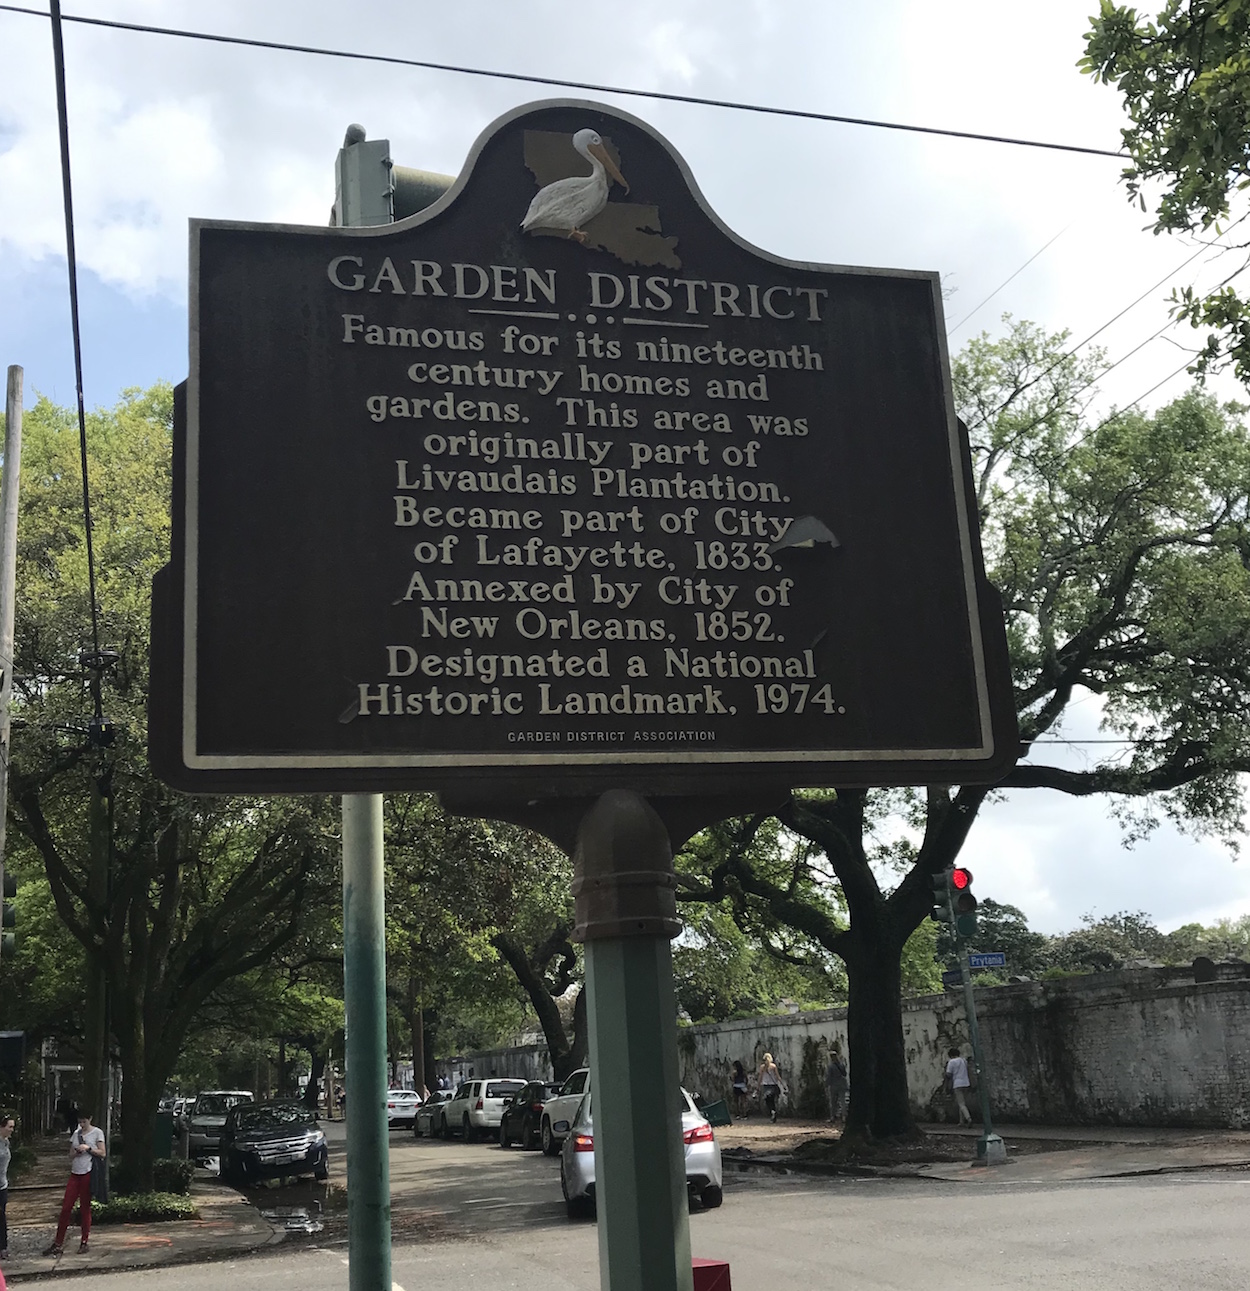 GARDEN DISTRICT
Famous for its nineteenth
century homes and
gardens. This area was
originally part of
Livaudais Plantation.
Became part of City
of Lafayette, 1833.
Annexed by City of
New Orleans, 1852.
Designated a National
Historic Landmark, 1974.
GARDEN DISTRICT ASSOCIATION
Prytania